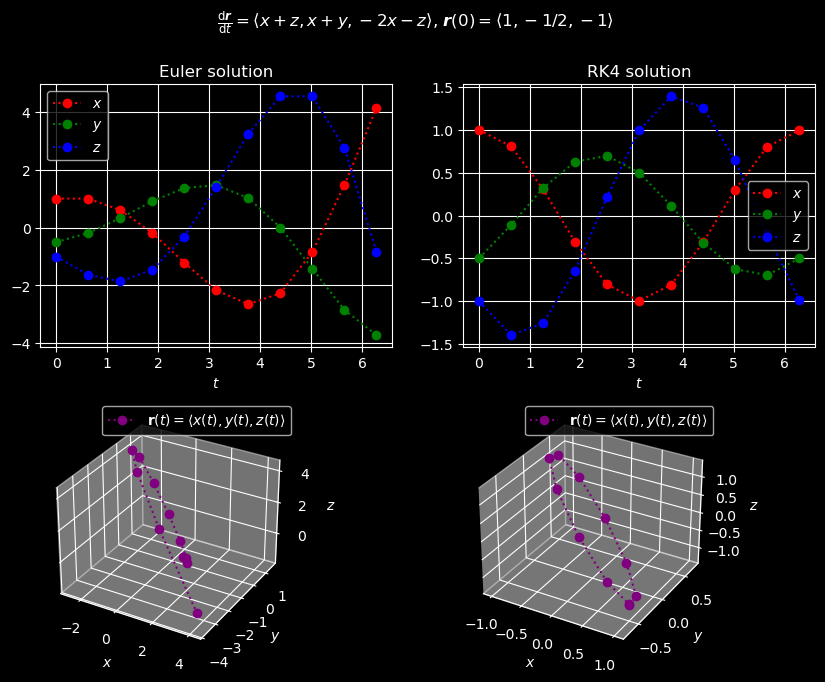 d𝒓/dt = ⟨x + z, x + y, −2x − z⟩, 𝒓(0) = ⟨1, −1/2, −1⟩
Euler solution
RK4 solution
4
2
0
−2
−4
x
y
z
0 1 2 3 4 5 6
t
1.5
1.0
0.5
0.0
−0.5
−1.0
−1.5
x
y
z
0 1 2 3 4 5 6
t
r(t) = ⟨x(t), y(t), z(t)⟩
4
2
0
z
−2 0 2 4
x
−4 −3 −2 −1 0 1
y
r(t) = ⟨x(t), y(t), z(t)⟩
1.0
0.5
0.0
−0.5
−1.0
z
−1.0 −0.5 0.0 0.5 1.0
x
−0.5 0.0 0.5
y